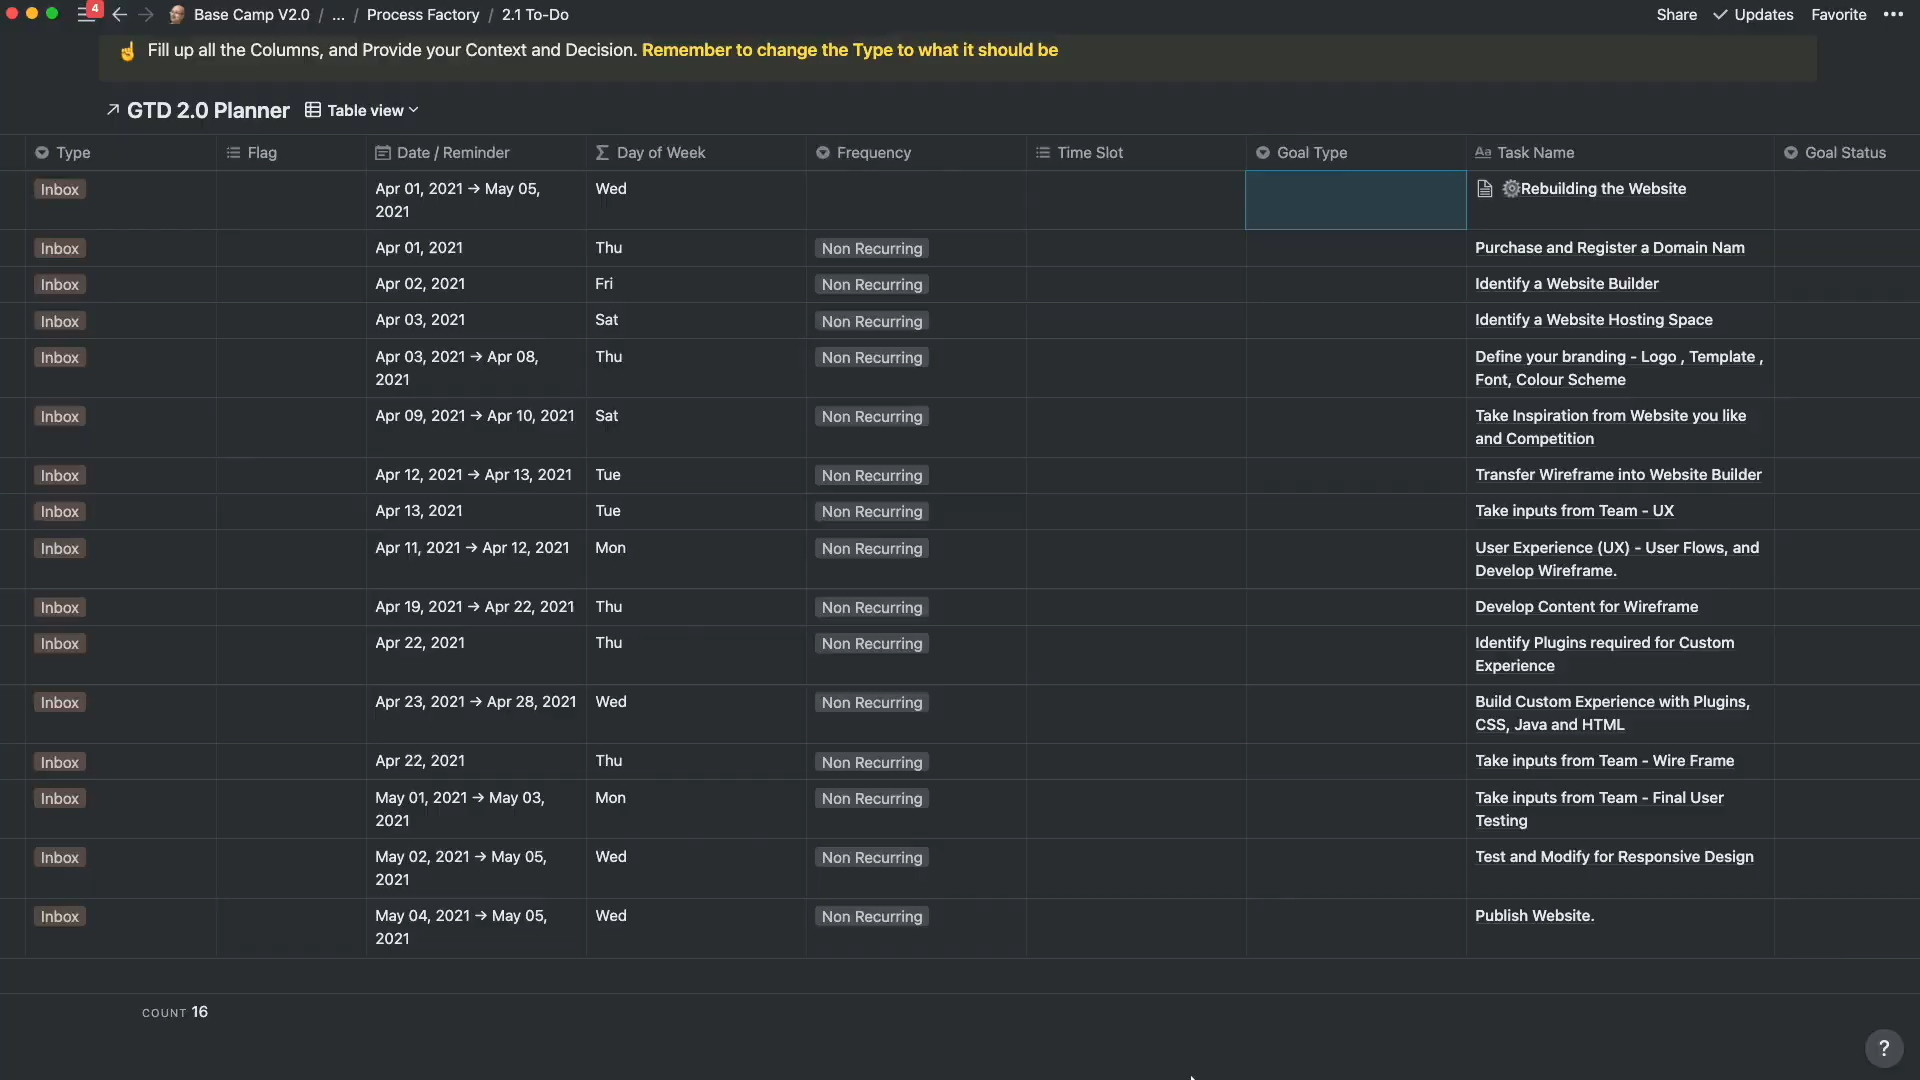 4 Base Camp V2.0 / ... / Process Factory / 2.1 To-Do Share Updates Favorite
Fill up all the Columns, and Provide your Context and Decision. Remember to change the Type to what it should be
GTD 2.0 Planner Table view
Type Flag Date / Reminder Day of Week Frequency Time Slot Goal Type Aa Task Name Goal Status
Inbox Apr 01, 2021 → May 05, Wed Rebuilding the Website
2021
Inbox Apr 01, 2021 Thu Non Recurring Purchase and Register a Domain Nam
Inbox Apr 02, 2021 Fri Non Recurring Identify a Website Builder
Inbox Apr 03, 2021 Sat Non Recurring Identify a Website Hosting Space
Inbox Apr 03, 2021 → Apr 08, Thu Non Recurring Define your branding - Logo , Template ,
2021 Font, Colour Scheme
Inbox Apr 09, 2021 → Apr 10, 2021 Sat Non Recurring Take Inspiration from Website you like
and Competition
Inbox Apr 12, 2021 → Apr 13, 2021 Tue Non Recurring Transfer Wireframe into Website Builder
Inbox Apr 13, 2021 Tue Non Recurring Take inputs from Team - UX
Inbox Apr 11, 2021 → Apr 12, 2021 Mon Non Recurring User Experience (UX) - User Flows, and
Develop Wireframe.
Inbox Apr 19, 2021 → Apr 22, 2021 Thu Non Recurring Develop Content for Wireframe
Inbox Apr 22, 2021 Thu Non Recurring Identify Plugins required for Custom
Experience
Inbox Apr 23, 2021 → Apr 28, 2021 Wed Non Recurring Build Custom Experience with Plugins,
CSS, Java and HTML
Inbox Apr 22, 2021 Thu Non Recurring Take inputs from Team - Wire Frame
Inbox May 01, 2021 → May 03, Mon Non Recurring Take inputs from Team - Final User
2021 Testing
Inbox May 02, 2021 → May 05, Wed Non Recurring Test and Modify for Responsive Design
2021
Inbox May 04, 2021 → May 05, Wed Non Recurring Publish Website.
2021
COUNT 16
?